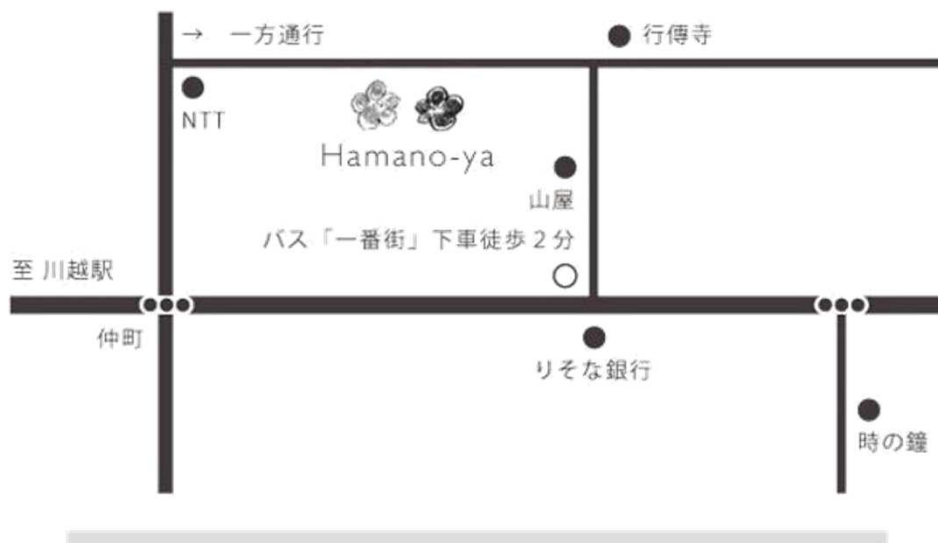 → 一方通行
行傳寺
NTT
Hamano-ya
山屋
バス「一番街」下車徒歩2分
至 川越駅
仲町
りそな銀行
時の鐘